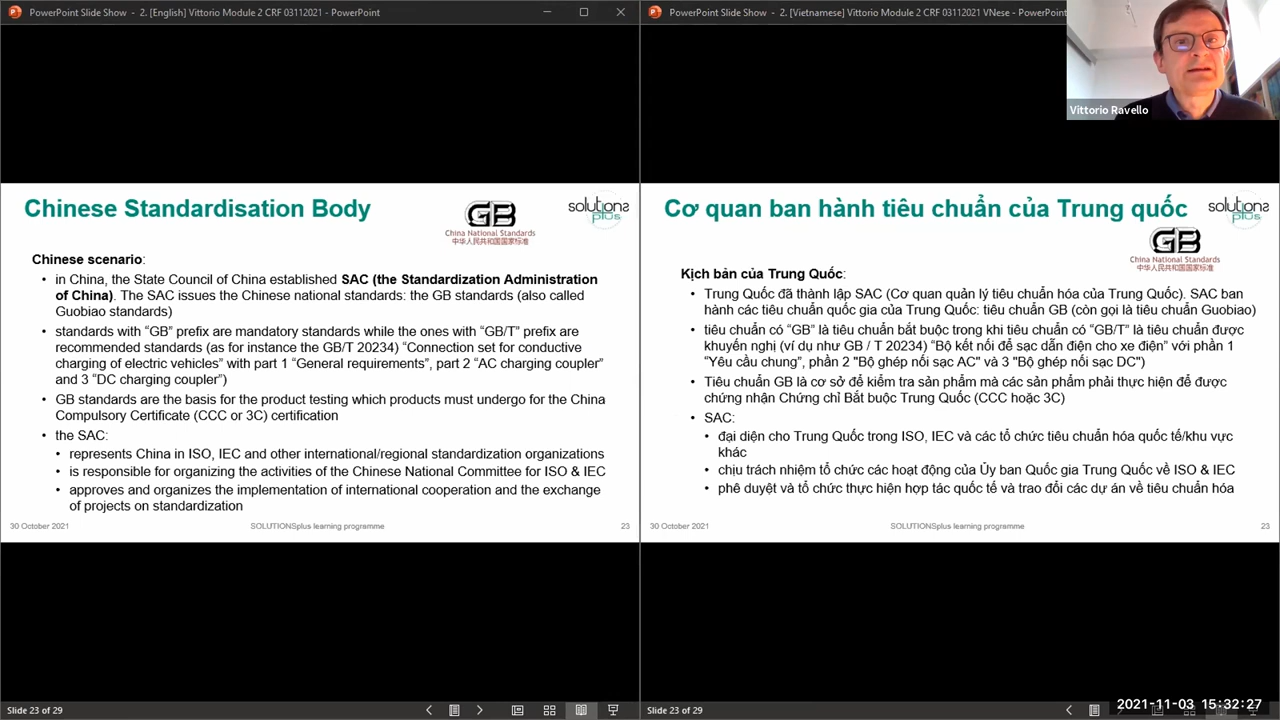 PowerPoint Slide Show - 2. [English] Vittorio Module 2 CRF 03112021 - PowerPoint
Chinese Standardisation Body
GB
China National Standards
中华人民共和国国家标准
solutions
plus
Chinese scenario:
• in China, the State Council of China established SAC (the Standardization Administration
of China). The SAC issues the Chinese national standards: the GB standards (also called
Guobiao standards)
• standards with “GB” prefix are mandatory standards while the ones with “GB/T” prefix are
recommended standards (as for instance the GB/T 20234) “Connection set for conductive
charging of electric vehicles” with part 1 “General requirements”, part 2 “AC charging coupler”
and 3 “DC charging coupler”)
• GB standards are the basis for the product testing which products must undergo for the China
Compulsory Certificate (CCC or 3C) certification
• the SAC:
• represents China in ISO, IEC and other international/regional standardization organizations
• is responsible for organizing the activities of the Chinese National Committee for ISO & IEC
• approves and organizes the implementation of international cooperation and the exchange
of projects on standardization
30 October 2021
SOLUTIONSplus learning programme
23
Slide 23 of 29
PowerPoint Slide Show - 2. [Vietnamese] Vittorio Module 2 CRF 03112021 VNese - PowerPoint
Vittorio Ravello
Cơ quan ban hành tiêu chuẩn của Trung quốc
solutions
plus
GB
China National Standards
中华人民共和国国家标准
Kịch bản của Trung Quốc:
• Trung Quốc đã thành lập SAC (Cơ quan quản lý tiêu chuẩn hóa của Trung Quốc). SAC ban
hành các tiêu chuẩn quốc gia của Trung Quốc: tiêu chuẩn GB (còn gọi là tiêu chuẩn Guobiao)
• tiêu chuẩn có “GB” là tiêu chuẩn bắt buộc trong khi tiêu chuẩn có “GB/T” là tiêu chuẩn được
khuyến nghị (ví dụ như GB / T 20234) “Bộ kết nối để sạc dẫn điện cho xe điện” với phần 1
“Yêu cầu chung”, phần 2 "Bộ ghép nối sạc AC" và 3 "Bộ ghép nối sạc DC")
• Tiêu chuẩn GB là cơ sở để kiểm tra sản phẩm mà các sản phẩm phải thực hiện để được
chứng nhận Chứng chỉ Bắt buộc Trung Quốc (CCC hoặc 3C)
• SAC:
• đại diện cho Trung Quốc trong ISO, IEC và các tổ chức tiêu chuẩn hóa quốc tế/khu vực
khác
• chịu trách nhiệm tổ chức các hoạt động của Ủy ban Quốc gia Trung Quốc về ISO & IEC
• phê duyệt và tổ chức thực hiện hợp tác quốc tế và trao đổi các dự án về tiêu chuẩn hóa
30 October 2021
SOLUTIONSplus learning programme
23
Slide 23 of 29
2021-11-03 15:32:27